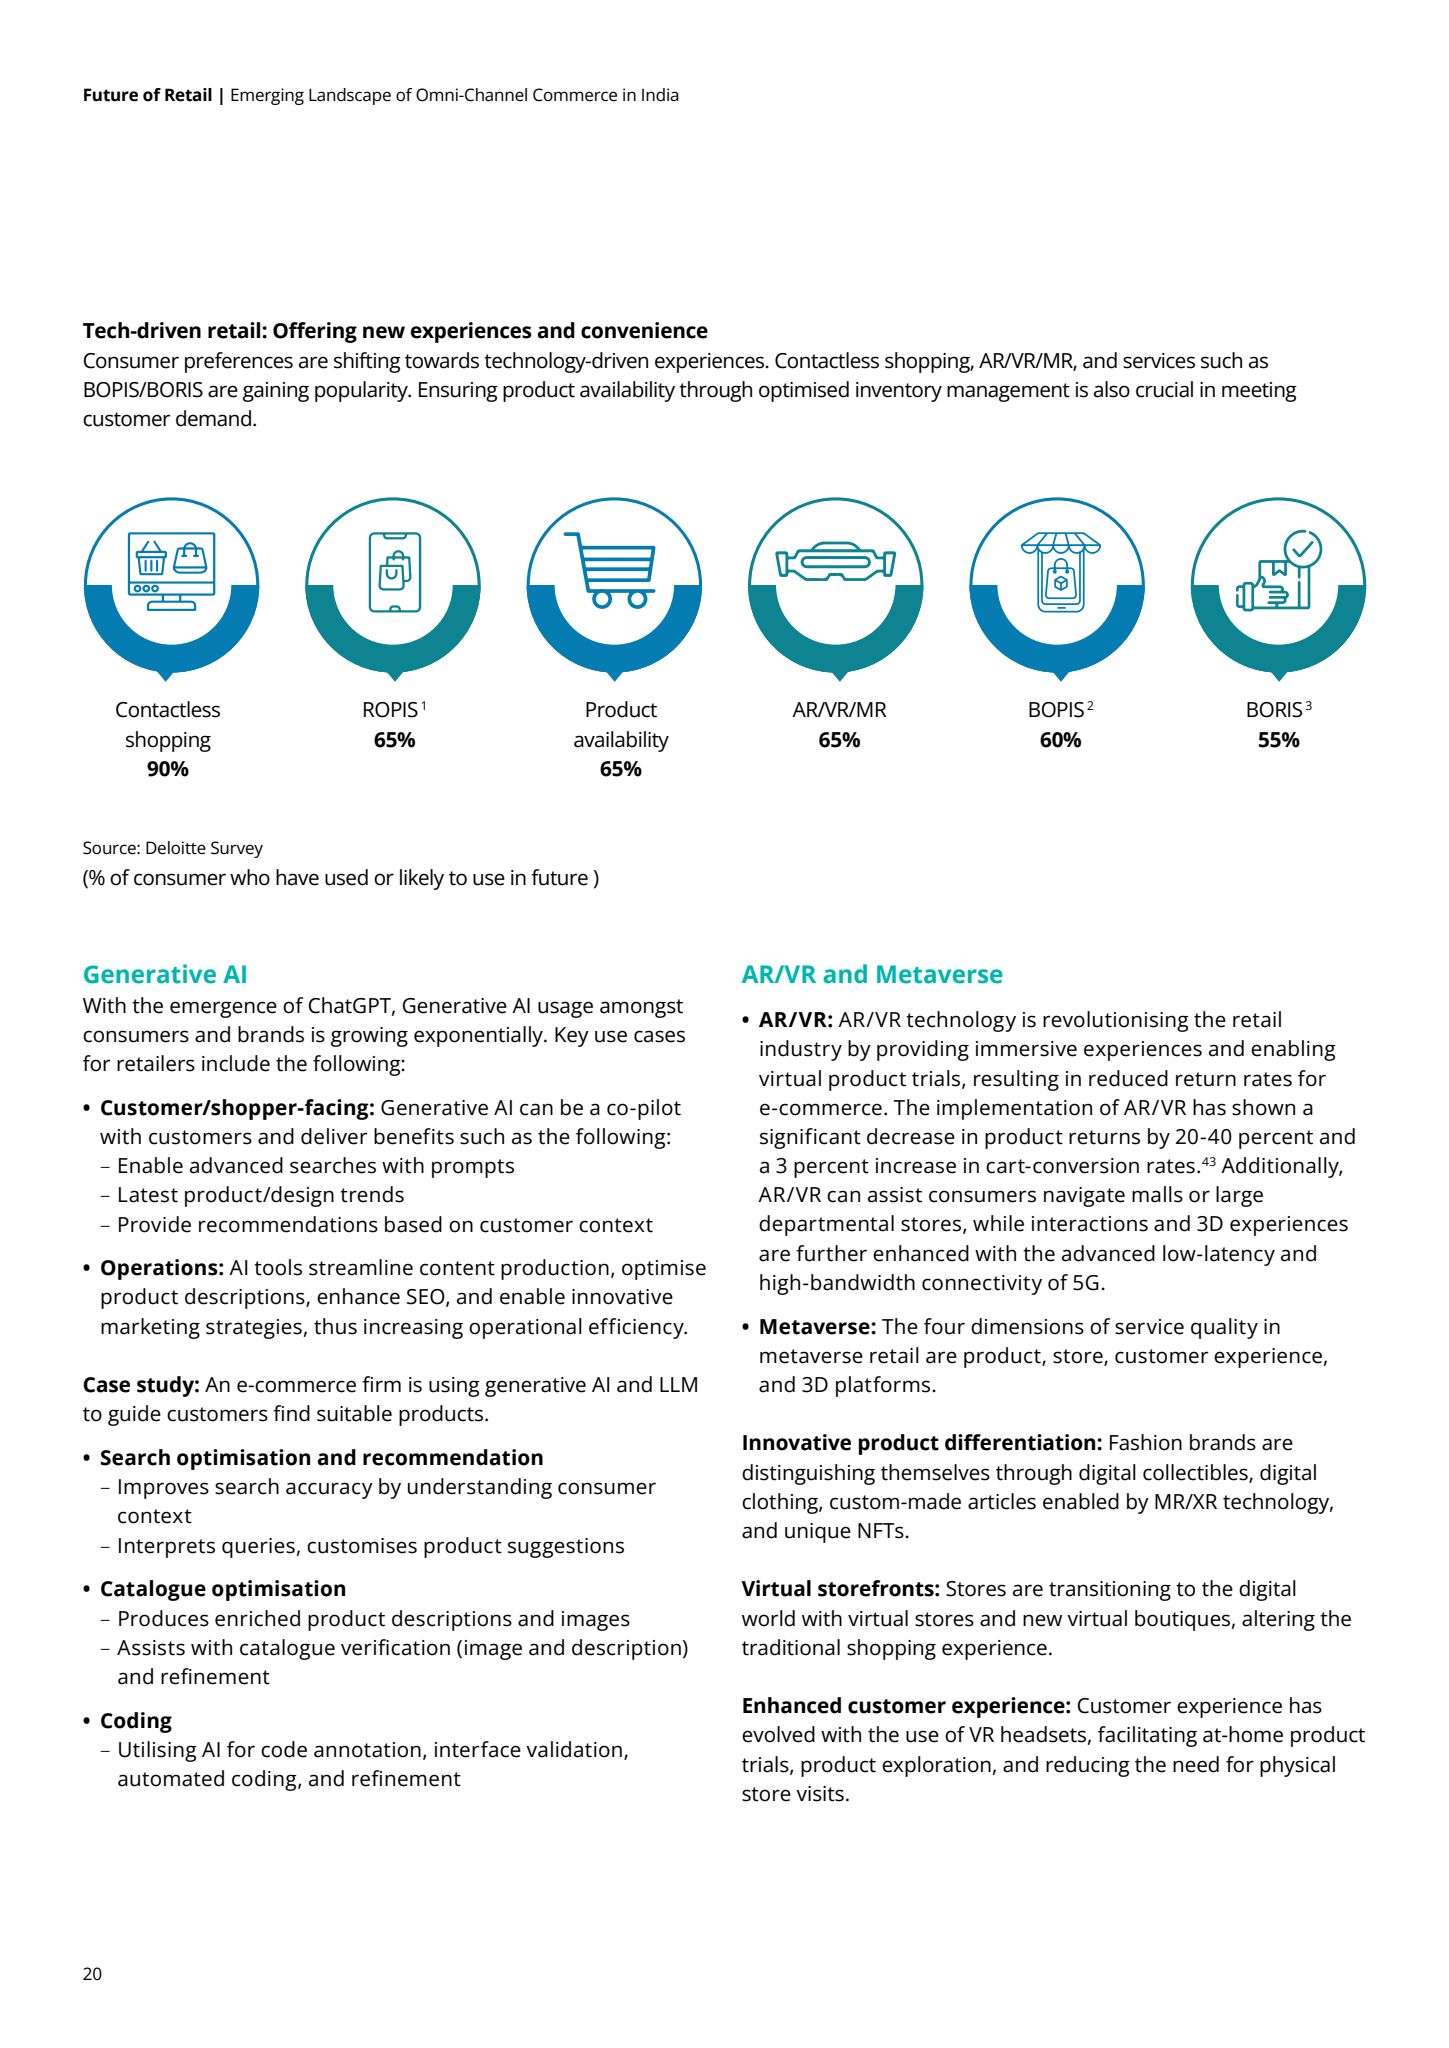 Future of Retail | Emerging Landscape of Omni-Channel Commerce in India
Tech-driven retail: Offering new experiences and convenience
Consumer preferences are shifting towards technology-driven experiences. Contactless shopping, AR/VR/MR, and services such as
BOPIS/BORIS are gaining popularity. Ensuring product availability through optimised inventory management is also crucial in meeting
customer demand.
Contactless
shopping
90%
ROPIS 1
65%
Product
availability
65%
AR/VR/MR
65%
BOPIS 2
60%
BORIS 3
55%
Source: Deloitte Survey
(% of consumer who have used or likely to use in future )
Generative AI
With the emergence of ChatGPT, Generative AI usage amongst
consumers and brands is growing exponentially. Key use cases
for retailers include the following:
• Customer/shopper-facing: Generative AI can be a co-pilot
with customers and deliver benefits such as the following:
– Enable advanced searches with prompts
– Latest product/design trends
– Provide recommendations based on customer context
• Operations: AI tools streamline content production, optimise
product descriptions, enhance SEO, and enable innovative
marketing strategies, thus increasing operational efficiency.
Case study: An e-commerce firm is using generative AI and LLM
to guide customers find suitable products.
• Search optimisation and recommendation
– Improves search accuracy by understanding consumer
context
– Interprets queries, customises product suggestions
• Catalogue optimisation
– Produces enriched product descriptions and images
– Assists with catalogue verification (image and description)
and refinement
• Coding
– Utilising AI for code annotation, interface validation,
automated coding, and refinement
AR/VR and Metaverse
• AR/VR: AR/VR technology is revolutionising the retail
industry by providing immersive experiences and enabling
virtual product trials, resulting in reduced return rates for
e-commerce. The implementation of AR/VR has shown a
significant decrease in product returns by 20-40 percent and
a 3 percent increase in cart-conversion rates.43 Additionally,
AR/VR can assist consumers navigate malls or large
departmental stores, while interactions and 3D experiences
are further enhanced with the advanced low-latency and
high-bandwidth connectivity of 5G.
• Metaverse: The four dimensions of service quality in
metaverse retail are product, store, customer experience,
and 3D platforms.
Innovative product differentiation: Fashion brands are
distinguishing themselves through digital collectibles, digital
clothing, custom-made articles enabled by MR/XR technology,
and unique NFTs.
Virtual storefronts: Stores are transitioning to the digital
world with virtual stores and new virtual boutiques, altering the
traditional shopping experience.
Enhanced customer experience: Customer experience has
evolved with the use of VR headsets, facilitating at-home product
trials, product exploration, and reducing the need for physical
store visits.
20